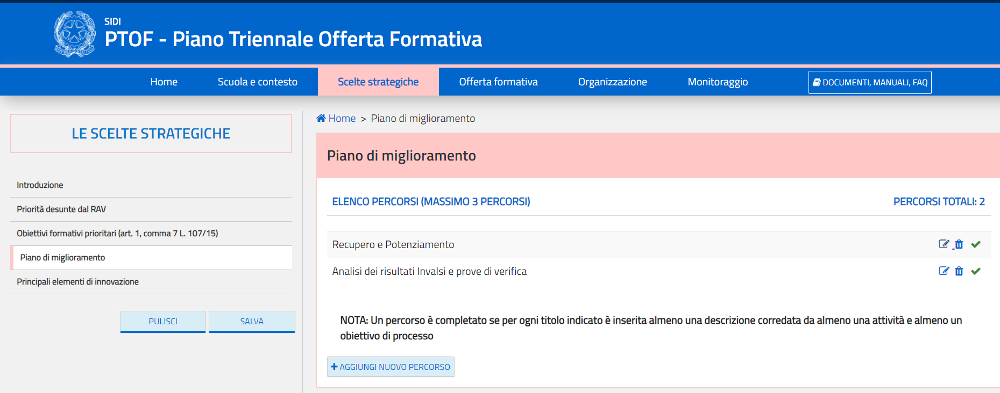 SIDI
PTOF - Piano Triennale Offerta Formativa
Home
Scuola e contesto
Scelte strategiche
Offerta formativa
Organizzazione
Monitoraggio
DOCUMENTI, MANUALI, FAQ
LE SCELTE STRATEGICHE
Introduzione
Priorità desunte dal RAV
Obiettivi formativi prioritari (art. 1, comma 7 L. 107/15)
Piano di miglioramento
Principali elementi di innovazione
PULISCI
SALVA
Home > Piano di miglioramento
Piano di miglioramento
ELENCO PERCORSI (MASSIMO 3 PERCORSI)
PERCORSI TOTALI: 2
Recupero e Potenziamento
Analisi dei risultati Invalsi e prove di verifica
NOTA: Un percorso è completato se per ogni titolo indicato è inserita almeno una descrizione corredata da almeno una attività e almeno un
obiettivo di processo
+ AGGIUNGI NUOVO PERCORSO